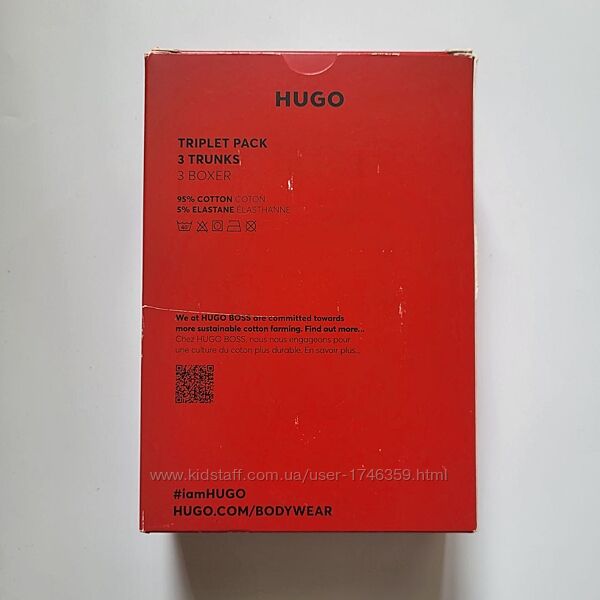 HUGO
TRIPLET PACK
3 TRUNKS
3 BOXER
95% COTTON COTON
5% ELASTANE ELASTHANNE
40
We at HUGO BOSS are committed towards
more sustainable cotton farming. Find out more...
Chez HUGO BOSS, nous nous engageons pour
une culture du coton plus durable. En savoir plus...
www.kidstaff.com.ua/user-1746359.html
#iamHUGO
HUGO.COM/BODYWEAR